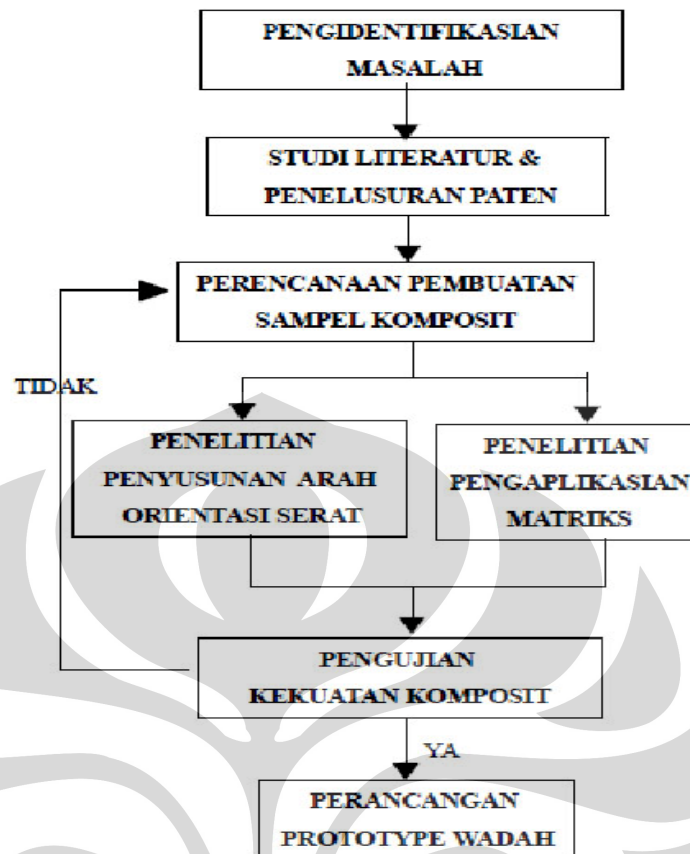 PENGIDENTIFIKASIAN
MASALAH
STUDI LITERATUR &
PENELUSURAN PATEN
PERENCANAAN PEMBUATAN
SAMPEL KOMPOSIT
TIDAK
PENELITIAN
PENYUSUNAN ARAH
ORIENTASI SERAT
PENELITIAN
PENGAPLIKASIAN
MATRIKS
PENGUJIAN
KEKUATAN KOMPOSIT
YA
PERANCANGAN
PROTOTYPE WADAH